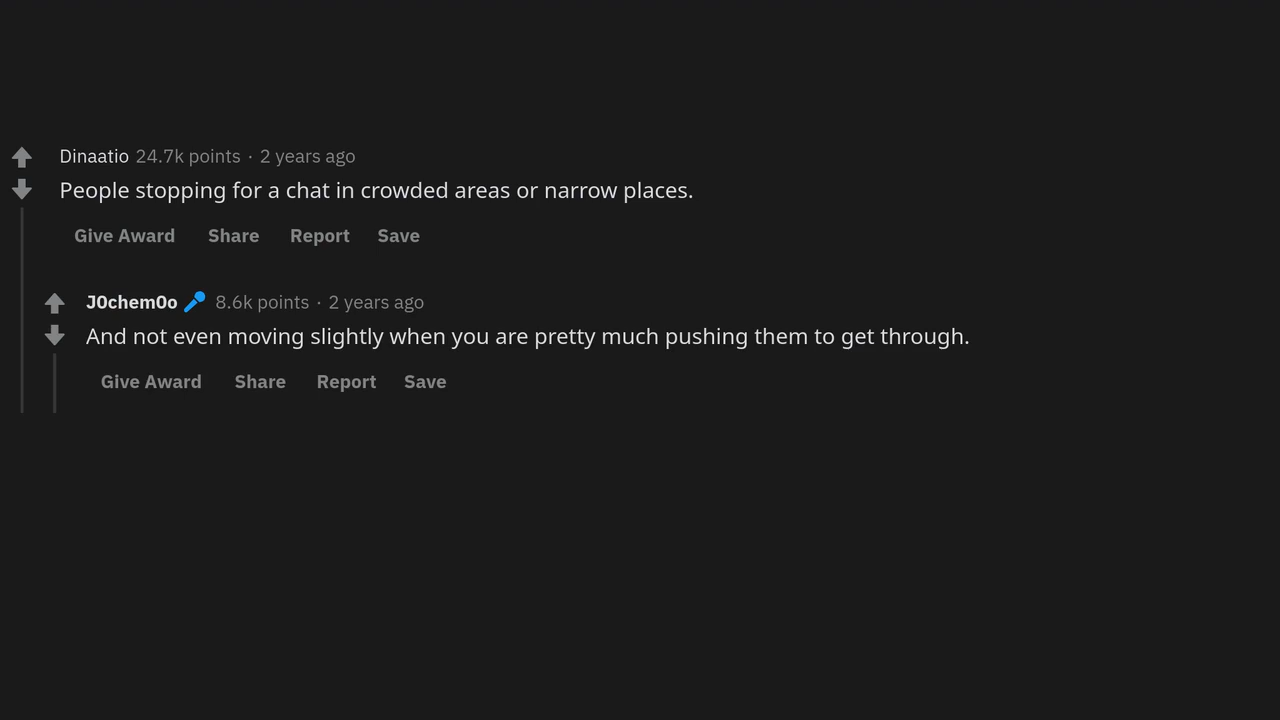 Dinaatio 24.7k points · 2 years ago
People stopping for a chat in crowded areas or narrow places.
Give Award Share Report Save
J0chem0o 8.6k points · 2 years ago
And not even moving slightly when you are pretty much pushing them to get through.
Give Award Share Report Save